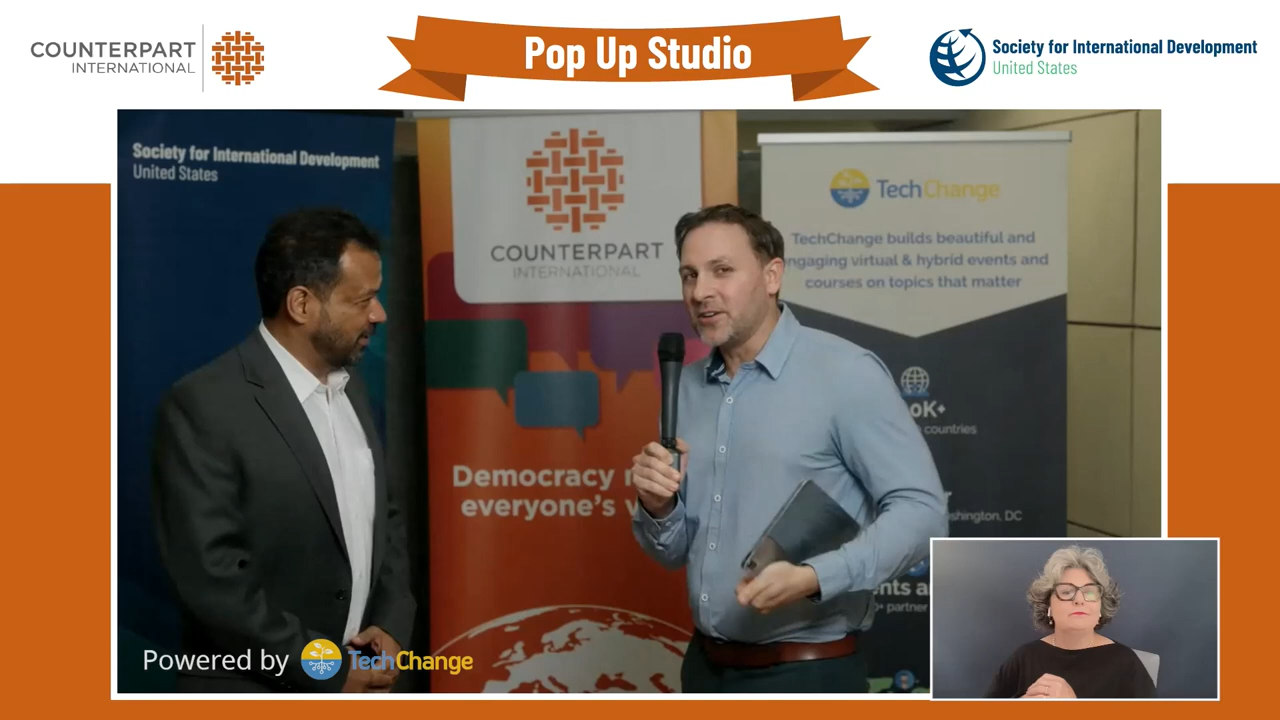 COUNTERPART
INTERNATIONAL
Pop Up Studio
Society for International Development
United States
Society for International Development
United States
COUNTERPART
INTERNATIONAL
Democracy
everyone's
TechChange
TechChange builds beautiful and
engaging virtual & hybrid events and
courses on topics that matter
0K+
countries
Washington, DC
partner
Powered by TechChange